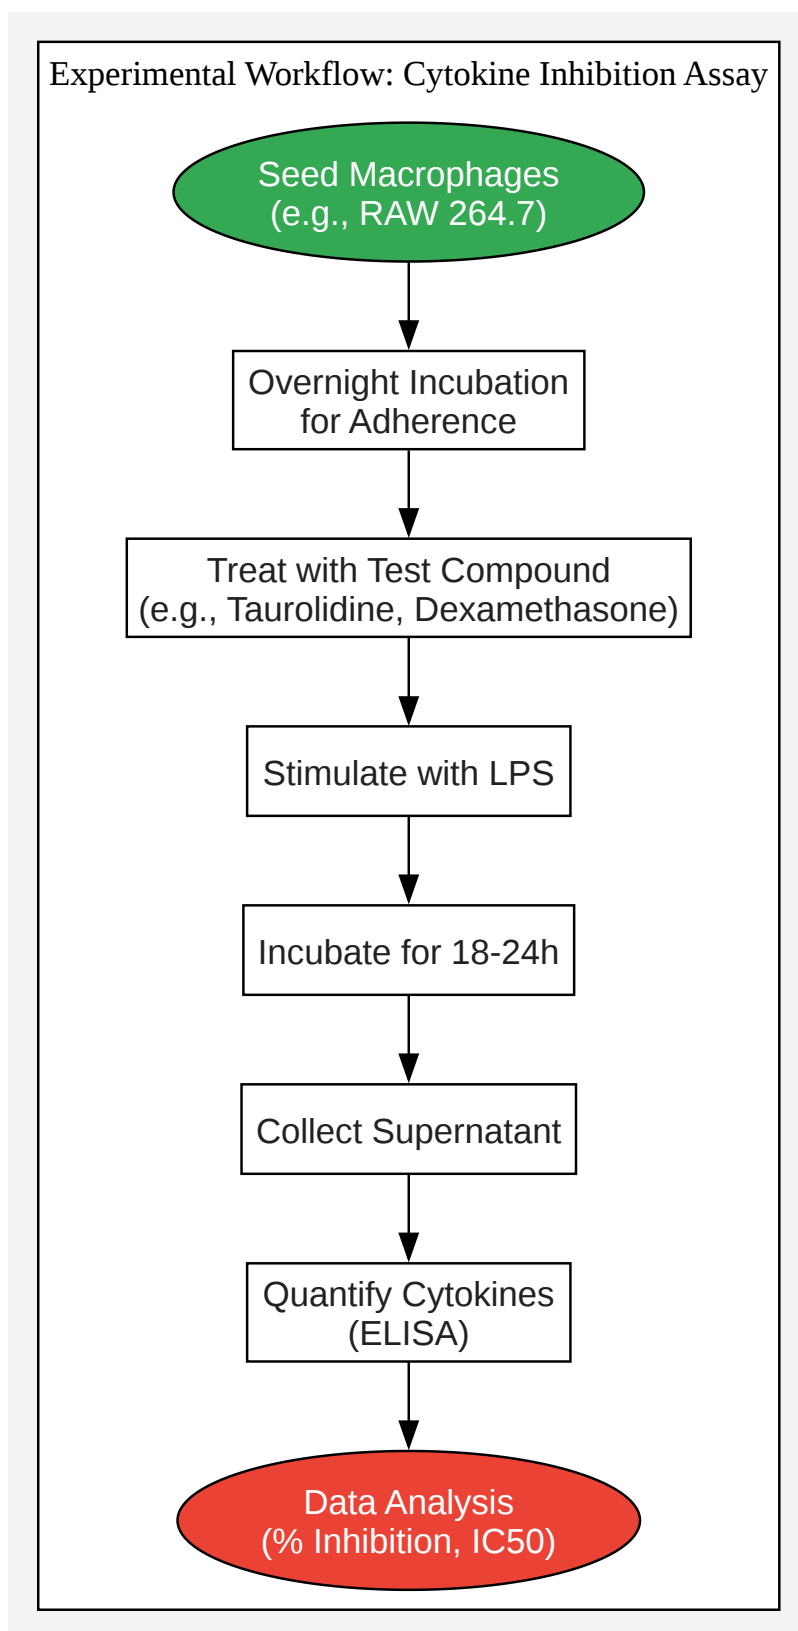 Experimental Workflow: Cytokine Inhibition Assay
Seed Macrophages
(e.g., RAW 264.7)
Overnight Incubation
for Adherence
Treat with Test Compound
(e.g., Taurolidine, Dexamethasone)
Stimulate with LPS
Incubate for 18-24h
Collect Supernatant
Quantify Cytokines
(ELISA)
Data Analysis
(% Inhibition, IC50)